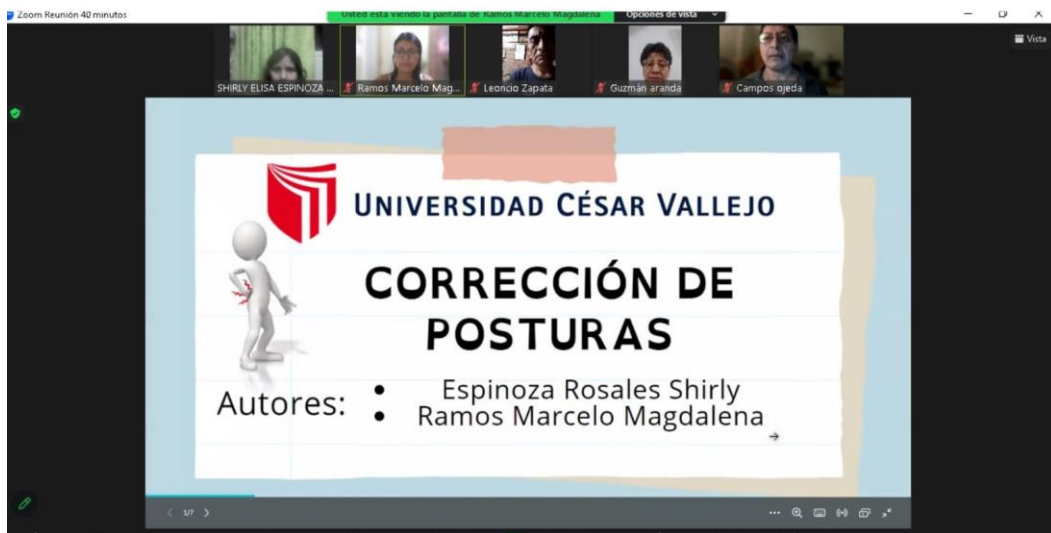 Zoom Reunión 40 minutos
Usted está viendo la pantalla de Ramos Marcelo Magdalena
Opciones de vista
Vista
SHIRLY ELISA ESPINOZA ...
Ramos Marcelo Mag...
Leoncio Zapata
Guzmán aranda
Campos ojeda
UNIVERSIDAD CÉSAR VALLEJO
CORRECCIÓN DE
POSTURAS
Autores:
• Espinoza Rosales Shirly
• Ramos Marcelo Magdalena
1/7